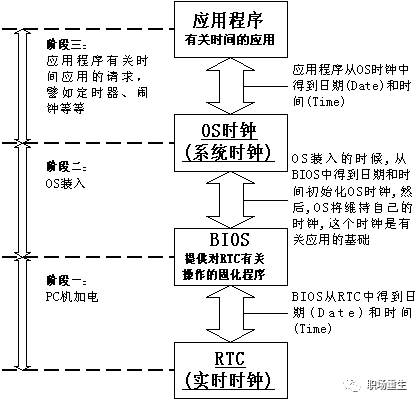 应用程序
有关时间的应用
阶段三：
应用程序有关时
间应用的请求，
譬如定时器、闹
钟等等
应用程序从OS时钟中
得到日期(Date)和时
间(Time)
OS时钟
(系统时钟)
阶段二：
OS装入
OS装入的时候，从
BIOS中得到日期和时
间初始化OS时钟，然
后，OS将维持自己的
时钟，这个时钟是有
关应用的基础
BIOS
提供对RTC有关
操作的固化程序
阶段一：
PC机加电
BIOS从RTC中得到日
期(Date)和时间
(Time)
RTC
(实时时钟)
职场重生